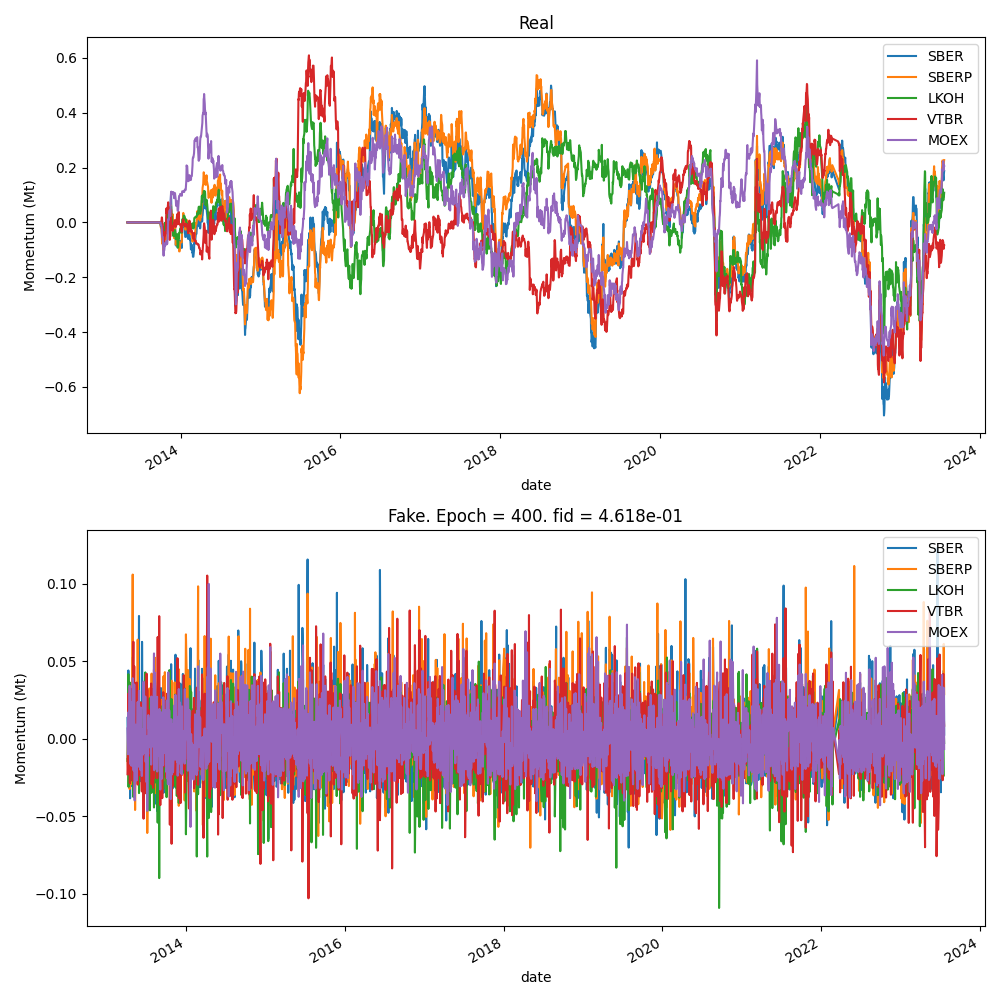 Real
Momentum (Mt)
0.6
0.4
0.2
0.0
−0.2
−0.4
−0.6
SBER
SBERP
LKOH
VTBR
MOEX
2014
2016
2018
2020
2022
2024
date
Fake. Epoch = 400. fid = 4.618e-01
Momentum (Mt)
0.10
0.05
0.00
−0.05
−0.10
SBER
SBERP
LKOH
VTBR
MOEX
2014
2016
2018
2020
2022
2024
date